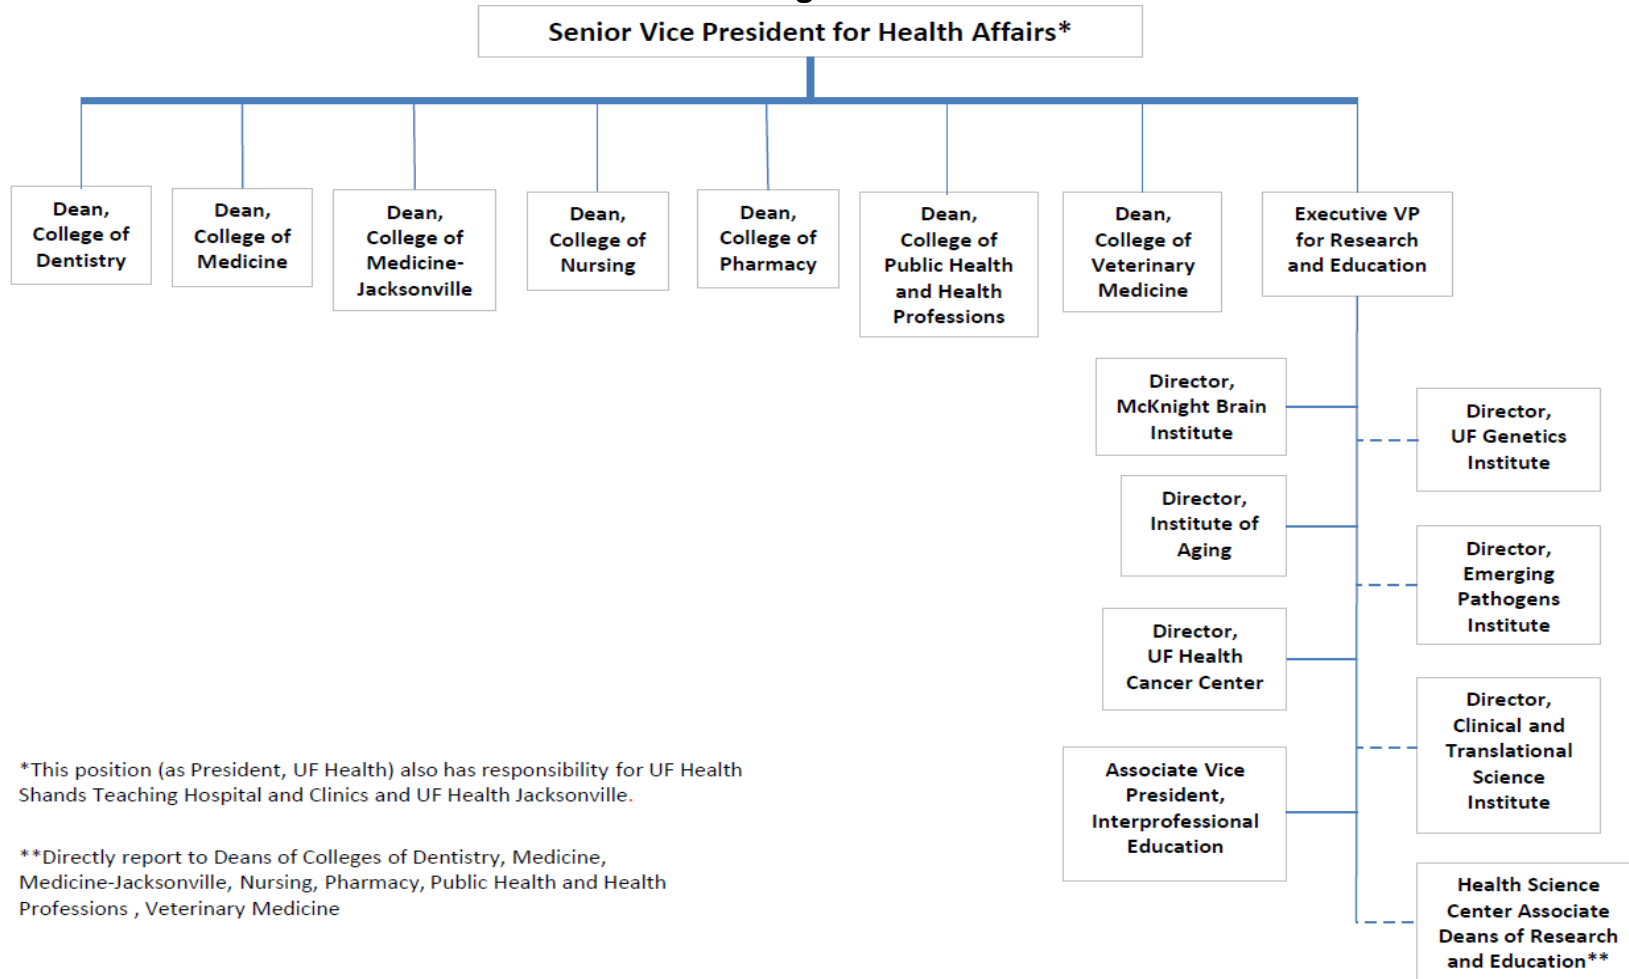 Senior Vice President for Health Affairs*
Dean,
College of
Dentistry
Dean,
College of
Medicine
Dean,
College of
Medicine-
Jacksonville
Dean,
College of
Nursing
Dean,
College of
Pharmacy
Dean,
College of
Public Health
and Health
Professions
Dean,
College of
Veterinary
Medicine
Executive VP
for Research
and Education
Director,
McKnight Brain
Institute
Director,
UF Genetics
Institute
Director,
Institute of
Aging
Director,
Emerging
Pathogens
Institute
Director,
UF Health
Cancer Center
Director,
Clinical and
Translational
Science
Institute
Associate Vice
President,
Interprofessional
Education
Health Science
Center Associate
Deans of Research
and Education**
*This position (as President, UF Health) also has responsibility for UF Health
Shands Teaching Hospital and Clinics and UF Health Jacksonville.
**Directly report to Deans of Colleges of Dentistry, Medicine,
Medicine-Jacksonville, Nursing, Pharmacy, Public Health and Health
Professions , Veterinary Medicine